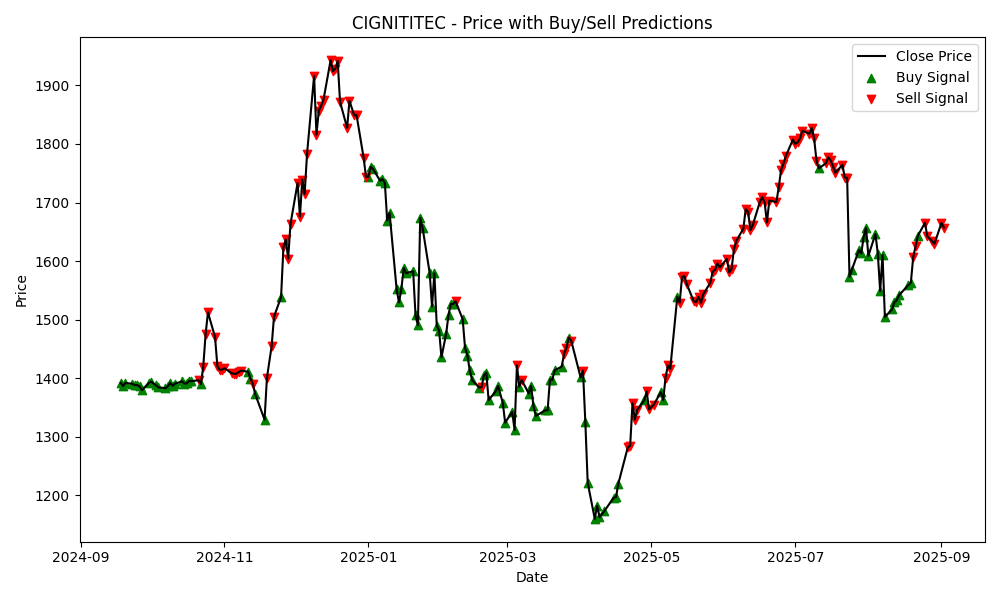 CIGNITITEC - Price with Buy/Sell Predictions
Close Price
Buy Signal
Sell Signal
Price
1900
1800
1700
1600
1500
1400
1300
1200
2024-09
2024-11
2025-01
2025-03
2025-05
2025-07
2025-09
Date